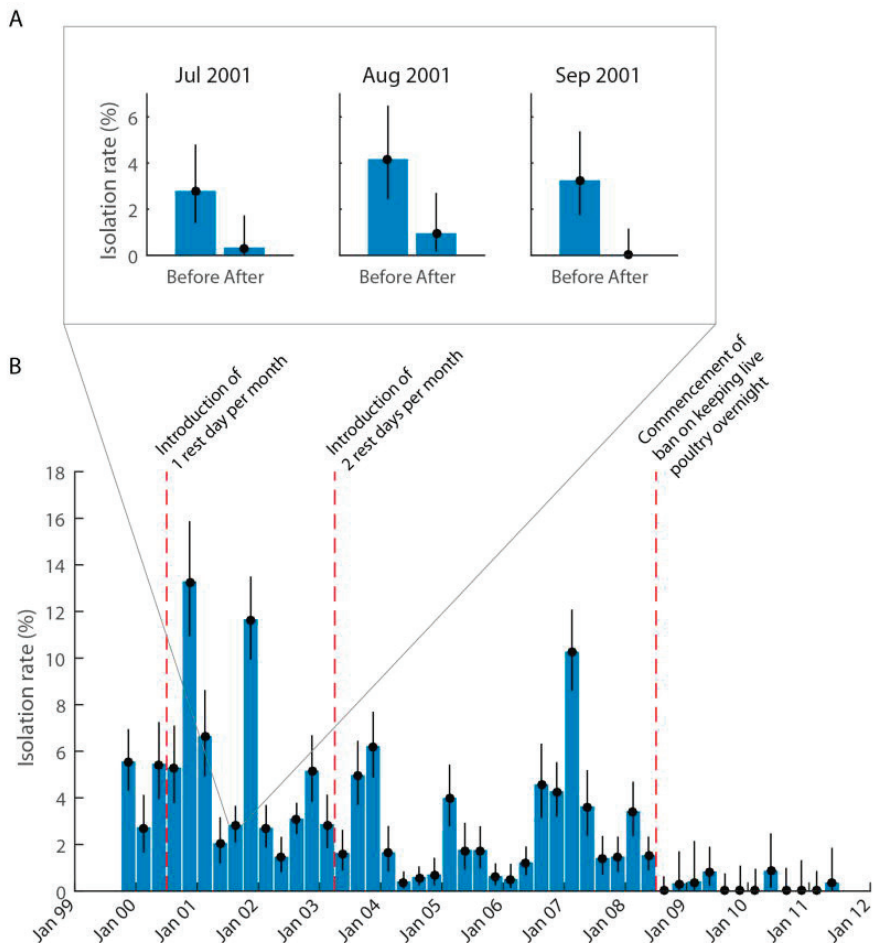 A
Jul 2001
Aug 2001
Sep 2001
Isolation rate (%)
6
4
2
0
Before After
Before After
Before After
B
Introduction of
1 rest day per month
Introduction of
2 rest days per month
Commencement of
ban on keeping live
poultry overnight
Isolation rate (%)
18
16
14
12
10
8
6
4
2
0
Jan 99
Jan 00
Jan 01
Jan 02
Jan 03
Jan 04
Jan 05
Jan 06
Jan 07
Jan 08
Jan 09
Jan 10
Jan 11
Jan 12